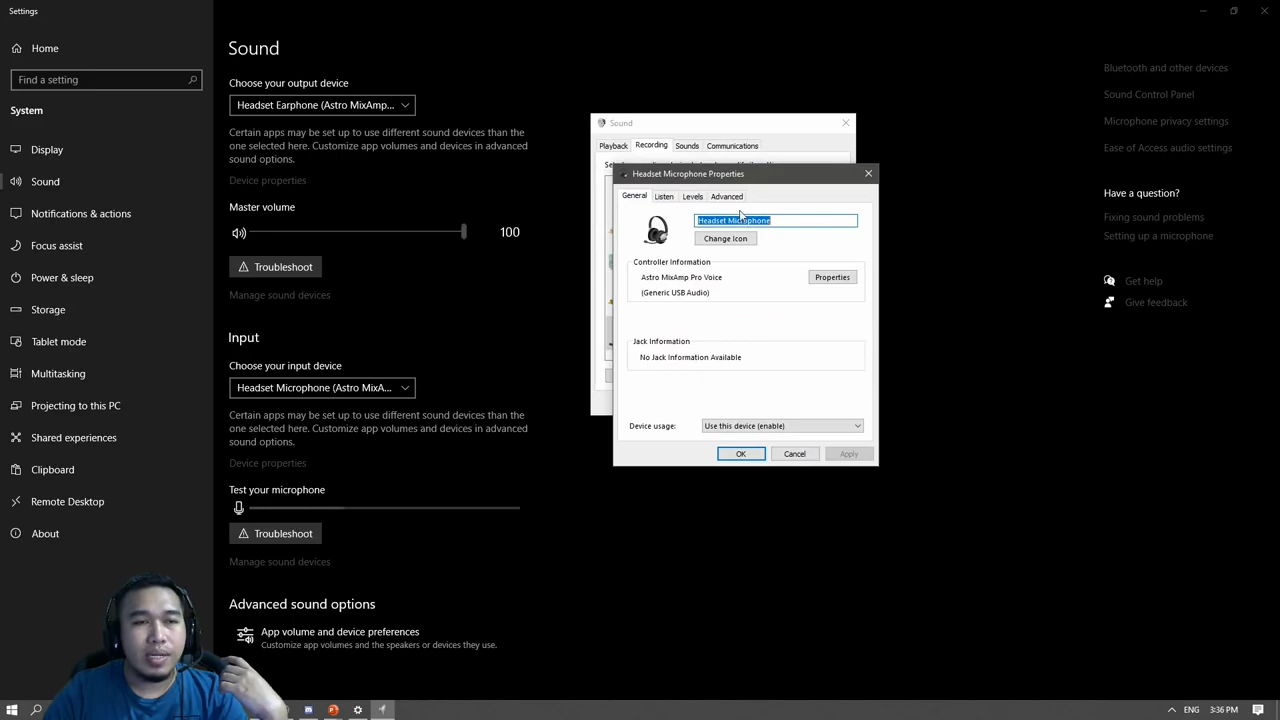 Settings
Home
Find a setting
System
Display
Sound
Notifications & actions
Focus assist
Power & sleep
Storage
Tablet mode
Multitasking
Projecting to this PC
Shared experiences
Clipboard
Remote Desktop
About
Sound
Choose your output device
Headset Earphone (Astro MixAmp...
Certain apps may be set up to use different sound devices than the
one selected here. Customize app volumes and devices in advanced
sound options.
Device properties
Master volume
100
Troubleshoot
Manage sound devices
Input
Choose your input device
Headset Microphone (Astro MixA...
Certain apps may be set up to use different sound devices than the
one selected here. Customize app volumes and devices in advanced
sound options.
Device properties
Test your microphone
Troubleshoot
Manage sound devices
Advanced sound options
App volume and device preferences
Customize app volumes and the speakers or devices they use.
Sound
Playback Recording Sounds Communications
Headset Microphone Properties
General Listen Levels Advanced
Headset Microphone
Change Icon
Controller Information
Astro MixAmp Pro Voice
Properties
(Generic USB Audio)
Jack Information
No Jack Information Available
Device usage:
Use this device (enable)
OK Cancel Apply
Bluetooth and other devices
Sound Control Panel
Microphone privacy settings
Ease of Access audio settings
Have a question?
Fixing sound problems
Setting up a microphone
Get help
Give feedback
ENG 3:36 PM